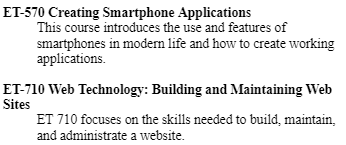 ET-570 Creating Smartphone Applications
This course introduces the use and features of
smartphones in modern life and how to create working
applications.
ET-710 Web Technology: Building and Maintaining Web
Sites
ET 710 focuses on the skills needed to build, maintain,
and administrate a website.